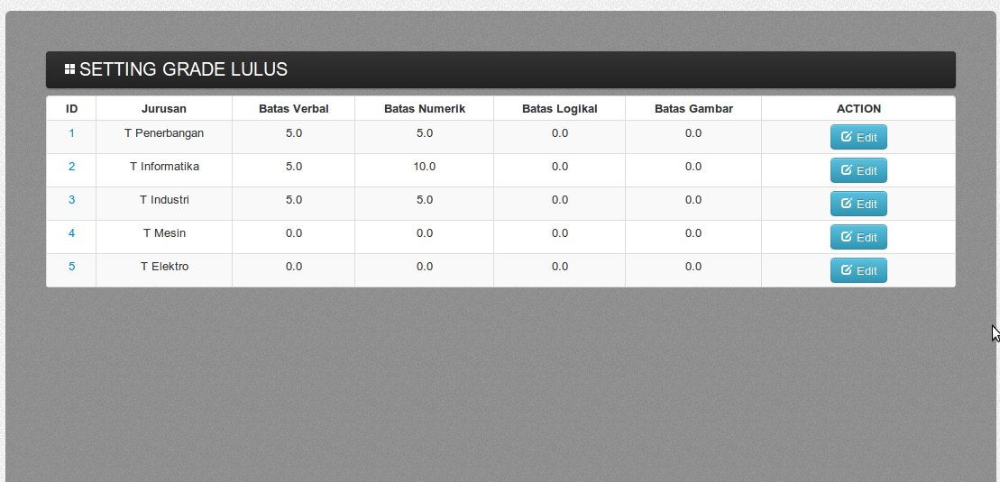 SETTING GRADE LULUS
ID Jurusan Batas Verbal Batas Numerik Batas Logikal Batas Gambar ACTION
1 T Penerbangan 5.0 5.0 0.0 0.0 Edit
2 T Informatika 5.0 10.0 0.0 0.0 Edit
3 T Industri 5.0 5.0 0.0 0.0 Edit
4 T Mesin 0.0 0.0 0.0 0.0 Edit
5 T Elektro 0.0 0.0 0.0 0.0 Edit